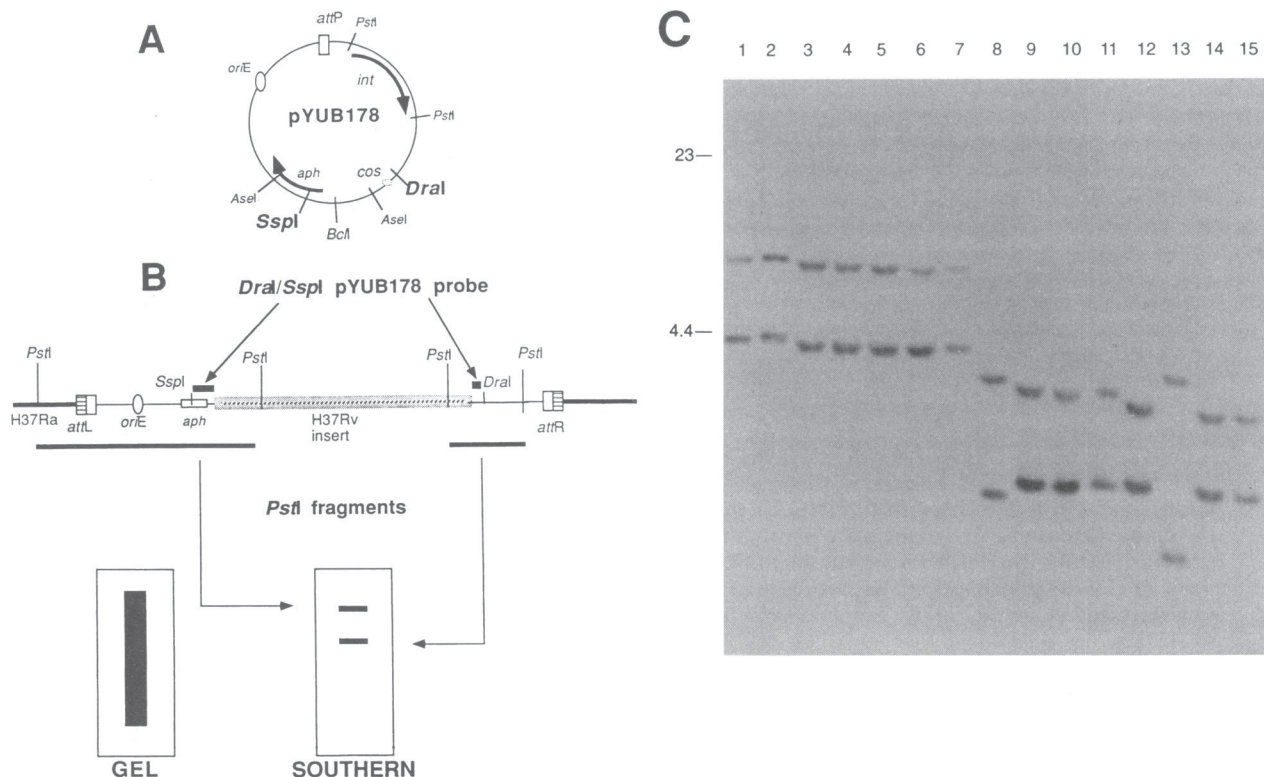 A
attP
PstI
oriE
int
pYUB178
PstI
aph
cos
DraI
AseI
SspI
BclI
AseI
B
DraI/SspI pYUB178 probe
PstI
SspI
PstI
PstI
DraI
PstI
H37Ra
attL
oriE
aph
H37Rv
insert
attR
PstI fragments
GEL
SOUTHERN
C
1 2 3 4 5 6 7 8 9 10 11 12 13 14 15
23
4.4